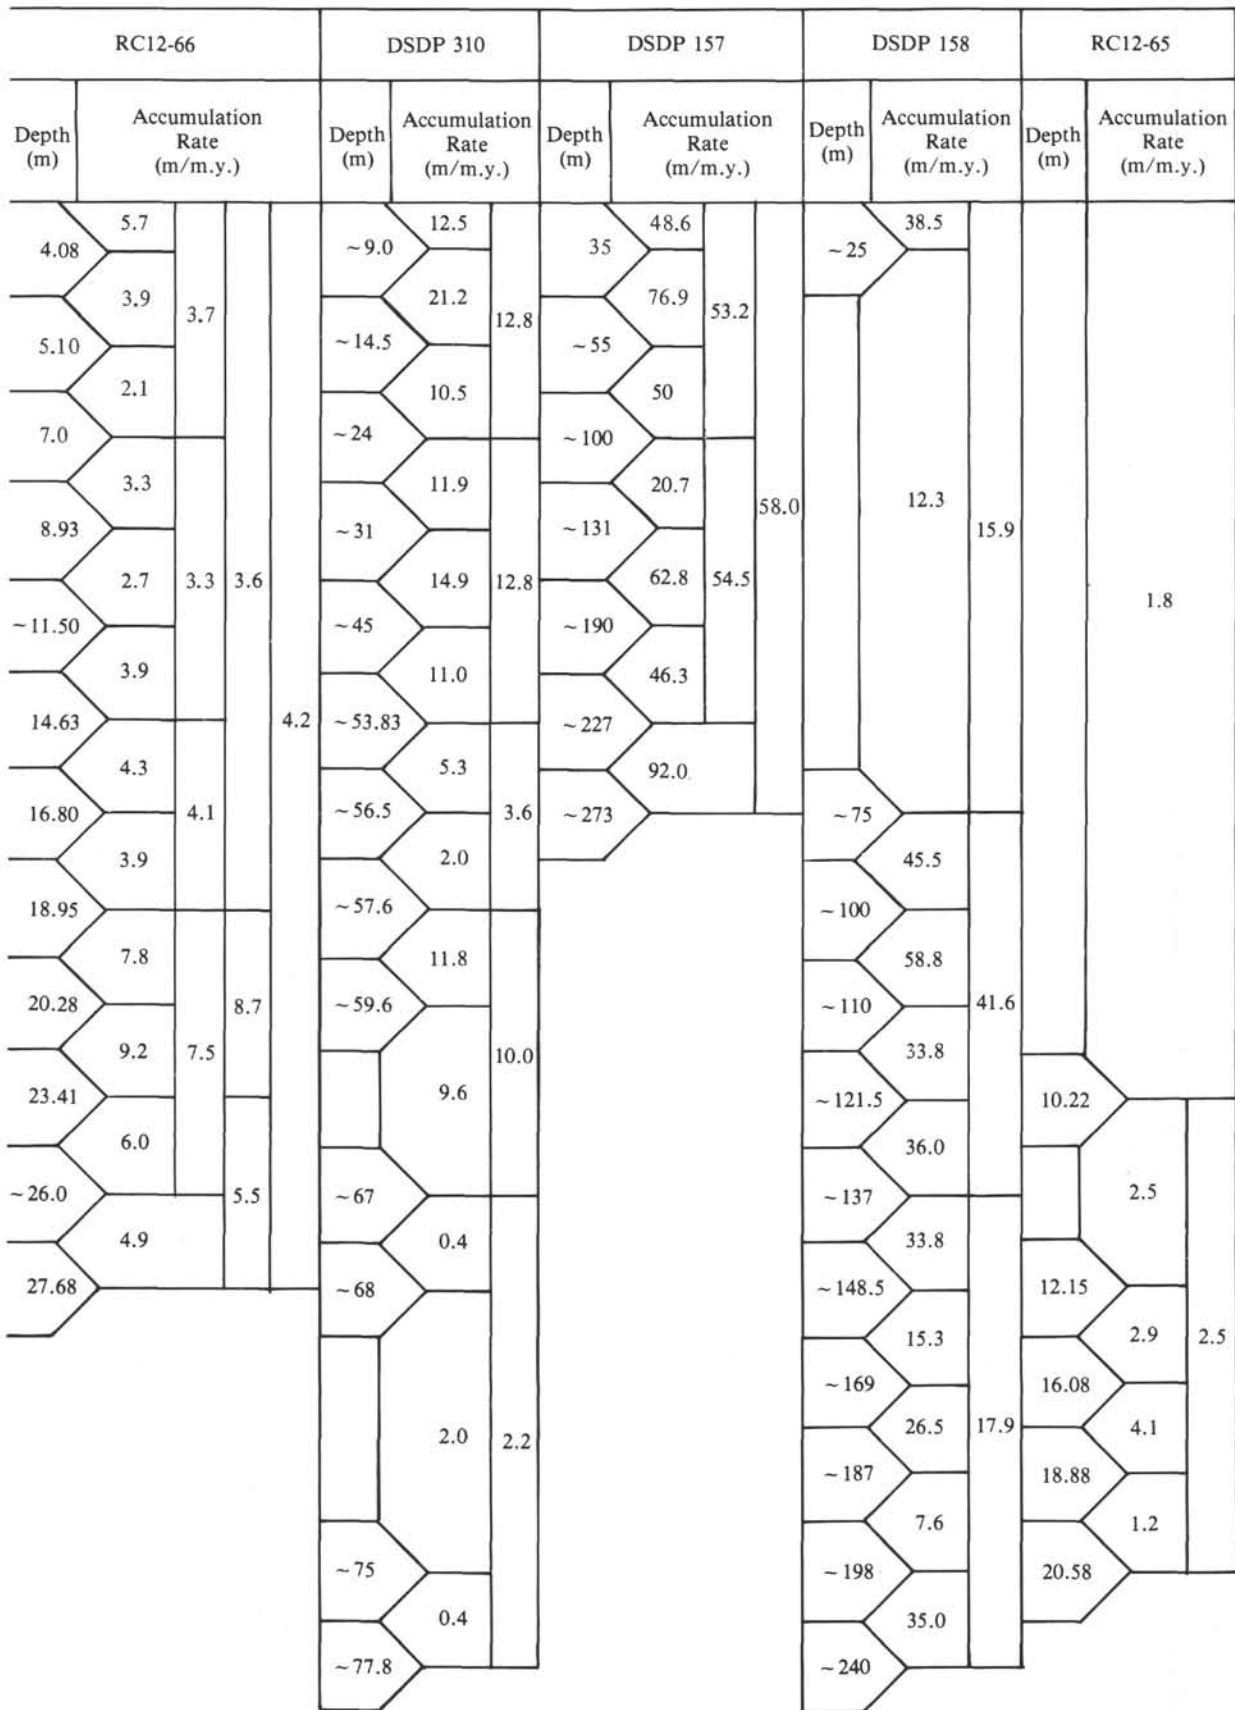 RC12-66 DSDP 310 DSDP 157 DSDP 158 RC12-65
Depth (m) Accumulation Rate (m/m.y.) Depth (m) Accumulation Rate (m/m.y.) Depth (m) Accumulation Rate (m/m.y.) Depth (m) Accumulation Rate (m/m.y.) Depth (m) Accumulation Rate (m/m.y.)
5.7 12.5 48.6 38.5
4.08 ~9.0 35 ~25
3.9 21.2 76.9
3.7 12.8 53.2
5.10 ~14.5 ~55
2.1 10.5 50
7.0 ~24 ~100
3.3 11.9 20.7 12.3
58.0
8.93 ~31 ~131 15.9
2.7 3.3 3.6 14.9 12.8 62.8 54.5
1.8
~11.50 ~45 ~190
3.9 11.0 46.3
14.63 4.2 ~53.83 ~227
4.3 5.3 92.0
16.80 4.1 ~56.5 3.6 ~273 ~75
3.9 2.0 45.5
18.95 ~57.6 ~100
7.8 11.8 58.8
20.28 8.7 ~59.6 ~110 41.6
9.2 7.5 10.0 33.8
23.41 9.6 ~121.5 10.22
6.0 36.0
~26.0 5.5 ~67 ~137 2.5
4.9 0.4 33.8
27.68 ~68 ~148.5 12.15
15.3 2.9 2.5
~169 16.08
2.0 2.2 26.5 17.9 4.1
~187 18.88
7.6 1.2
~75 ~198 20.58
0.4 35.0
~77.8 ~240